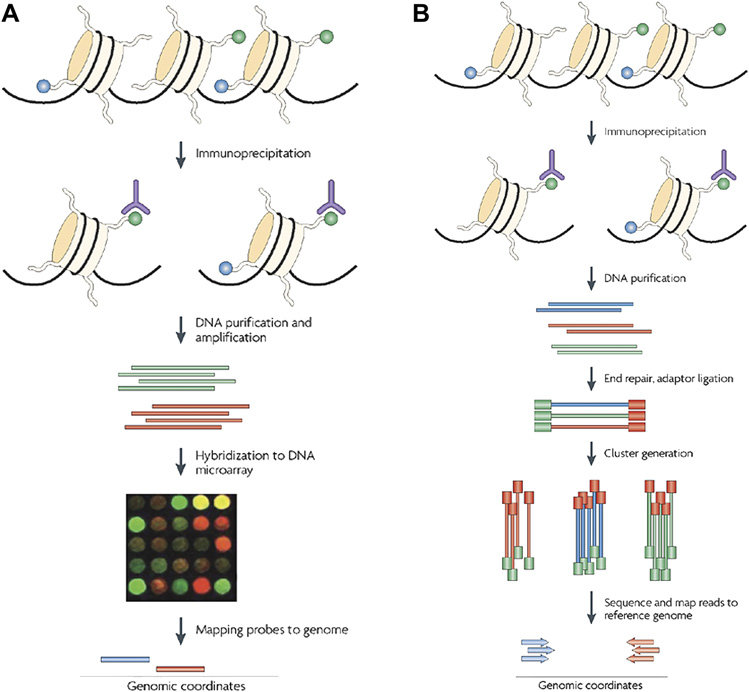 A
Immunoprecipitation
DNA purification and
amplification
Hybridization to DNA
microarray
Mapping probes to genome
Genomic coordinates
B
Immunoprecipitation
DNA purification
End repair, adaptor ligation
Cluster generation
Sequence and map reads to
reference genome
Genomic coordinates